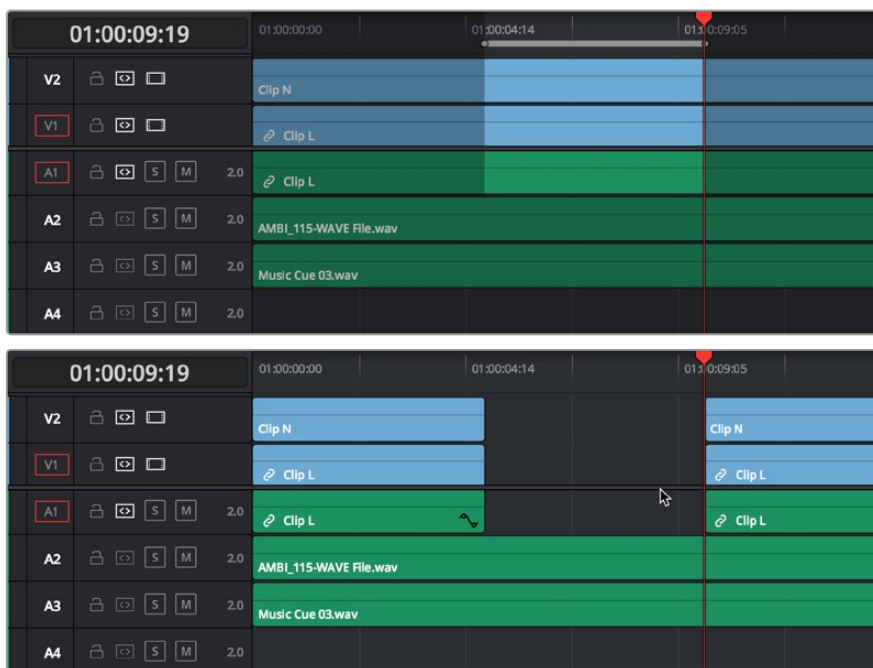 01:00:09:19 01:00:00:00 01:00:04:14 01:00:09:05
V2 Clip N
V1 Clip L
A1 S M 2.0 Clip L
A2 S M 2.0 AMBI_115-WAVE File.wav
A3 S M 2.0 Music Cue 03.wav
A4 S M 2.0
01:00:09:19 01:00:00:00 01:00:04:14 01:00:09:05
V2 Clip N Clip N
V1 Clip L Clip L
A1 S M 2.0 Clip L Clip L
A2 S M 2.0 AMBI_115-WAVE File.wav
A3 S M 2.0 Music Cue 03.wav
A4 S M 2.0